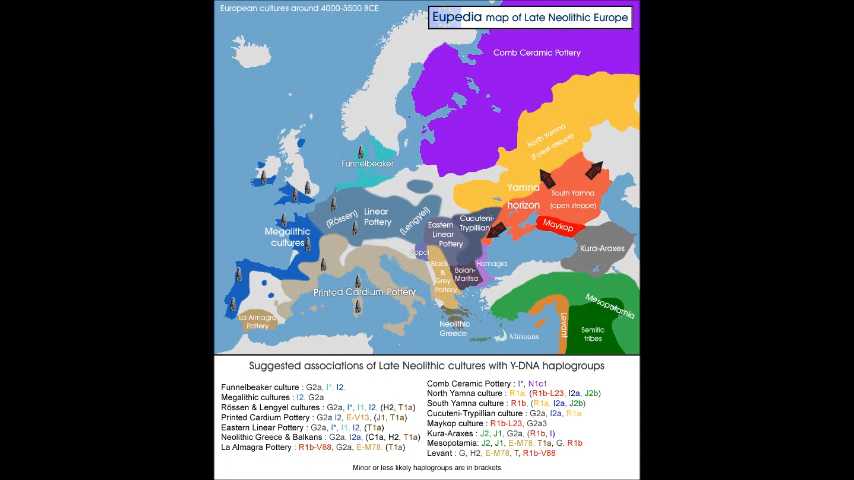 European cultures around 4000-3500 BCE
Eupedia map of Late Neolithic Europe
Comb Ceramic Pottery
North Yamna
(forest-steppe)
Funnelbeaker
Yamna
horizon
South Yamna
(open steppe)
Linear
Pottery
(Rössen)
(Lengyel)
Cucuteni-
Trypillian
Eastern
Linear
Pottery
Maykop
Megalithic
cultures
Kura-Araxes
Sopot
Hamagia
Black
&
Grey
Pottery
Boian-
Maritsa
Printed Cardium Pottery
Mesopotamia
La Almagra
Pottery
Neolithic
Greece
Minoans
Levant
Semitic
tribes
Suggested associations of Late Neolithic cultures with Y-DNA haplogroups
Funnelbeaker culture : G2a, I*, I2,
Megalithic cultures : I2, G2a
Rössen & Lengyel cultures : G2a, I*, I1, I2, (H2, T1a)
Printed Cardium Pottery : G2a I2, E-V13, (J1, T1a)
Eastern Linear Pottery : G2a, I*, I1, I2, (T1a)
Neolithic Greece & Balkans : G2a, I2a, (C1a, H2, T1a)
La Almagra Pottery : R1b-V88, G2a, E-M78, (T1a)
Comb Ceramic Pottery : I*, N1c1
North Yamna culture : R1a, (R1b-L23, I2a, J2b)
South Yamna culture : R1b, (R1a, I2a, J2b)
Cucuteni-Trypillian culture : G2a, I2a, R1a
Maykop culture : R1b-L23, G2a3
Kura-Araxes : J2, J1, G2a, (R1b, I)
Mesopotamia: J2, J1, E-M78, T1a, G, R1b
Levant : G, H2, E-M78, T, R1b-V88
Minor or less likely haplogroups are in brackets